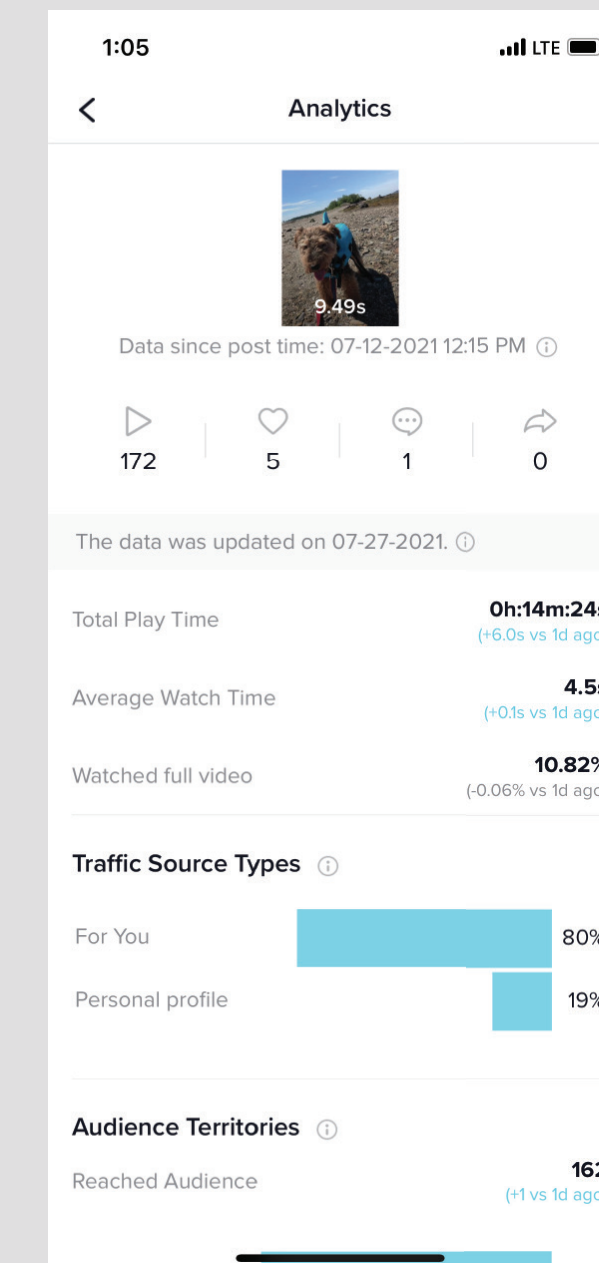 1:05 LTE
Analytics
9.49s
Data since post time: 07-12-2021 12:15 PM
172 5 1 0
The data was updated on 07-27-2021.
Total Play Time 0h:14m:24s
(+6.0s vs 1d ago
Average Watch Time 4.5s
(+0.1s vs 1d ago
Watched full video 10.82%
(-0.06% vs 1d ago
Traffic Source Types
For You 80%
Personal profile 19%
Audience Territories
Reached Audience 162
(+1 vs 1d ago